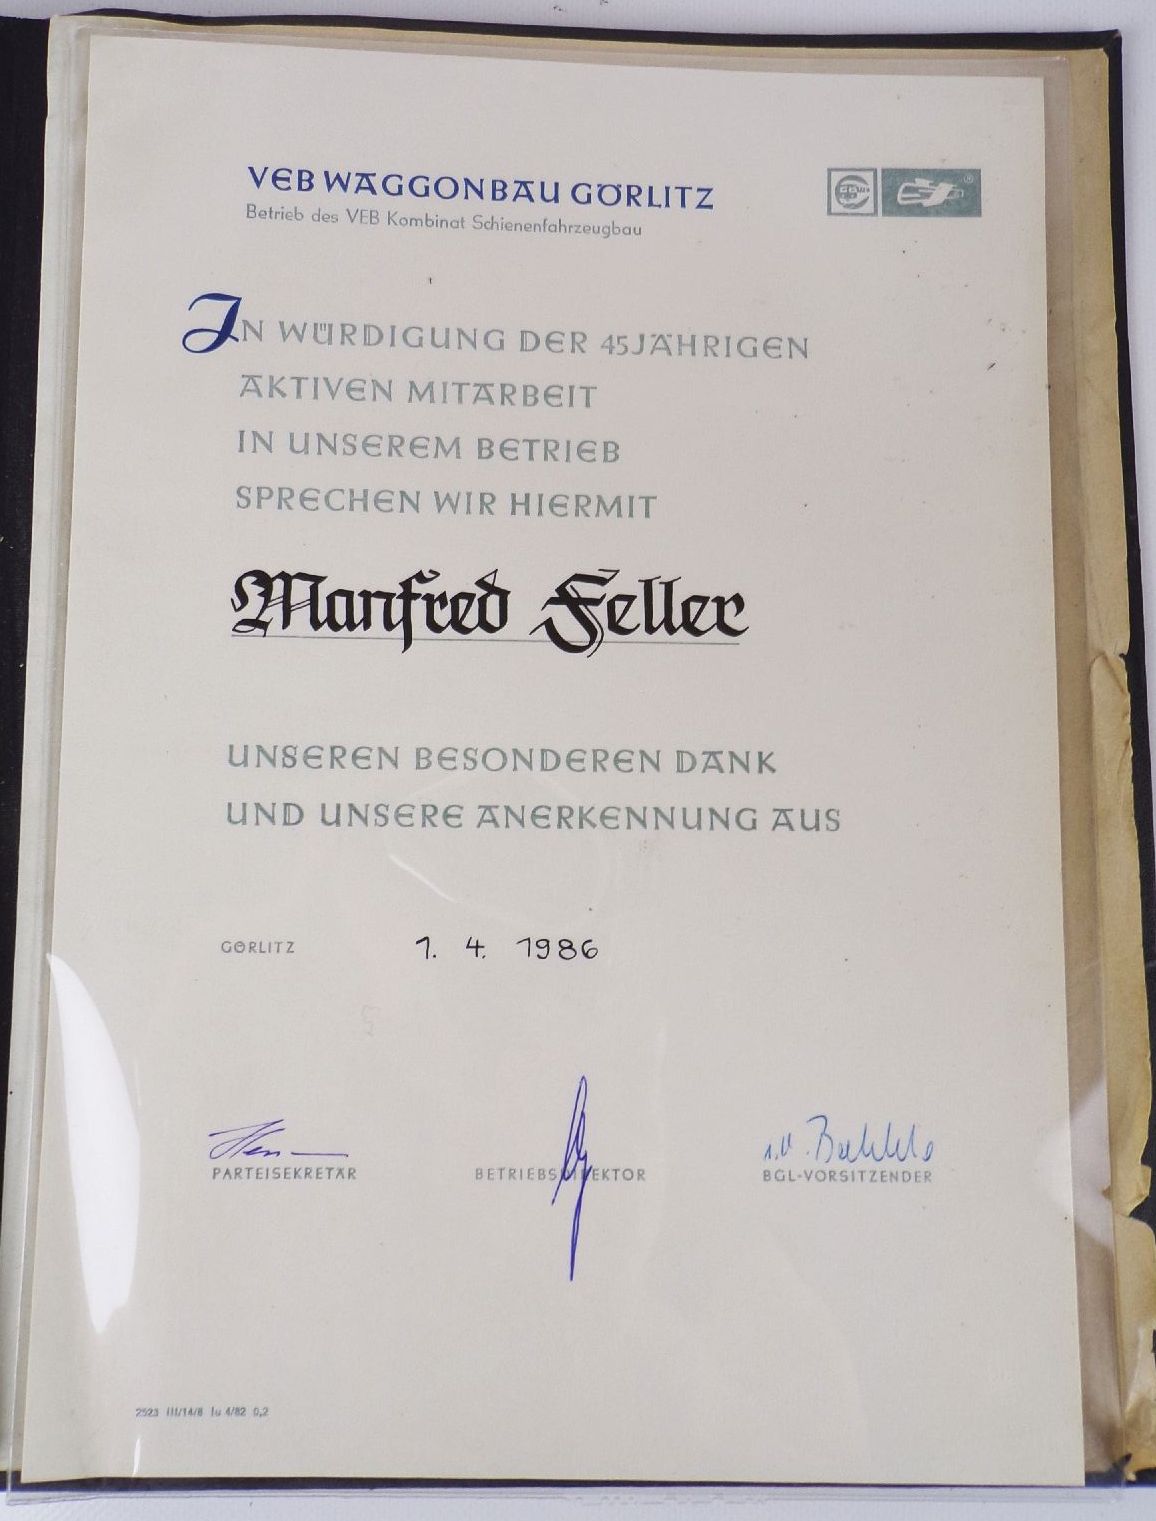 VEB WAGGONBAU GÖRLITZ
Betrieb des VEB Kombinat Schienenfahrzeugbau
IN WÜRDIGUNG DER 45JÄHRIGEN
AKTIVEN MITARBEIT
IN UNSEREM BETRIEB
SPRECHEN WIR HIERMIT
Manfred Feller
UNSEREN BESONDEREN DANK
UND UNSERE ANERKENNUNG AUS
GÖRLITZ 1. 4. 1986
PARTEISEKRETÄR BETRIEBSDIREKTOR BGL-VORSITZENDER
2523 III/14/8 Iu 4/82 0,2